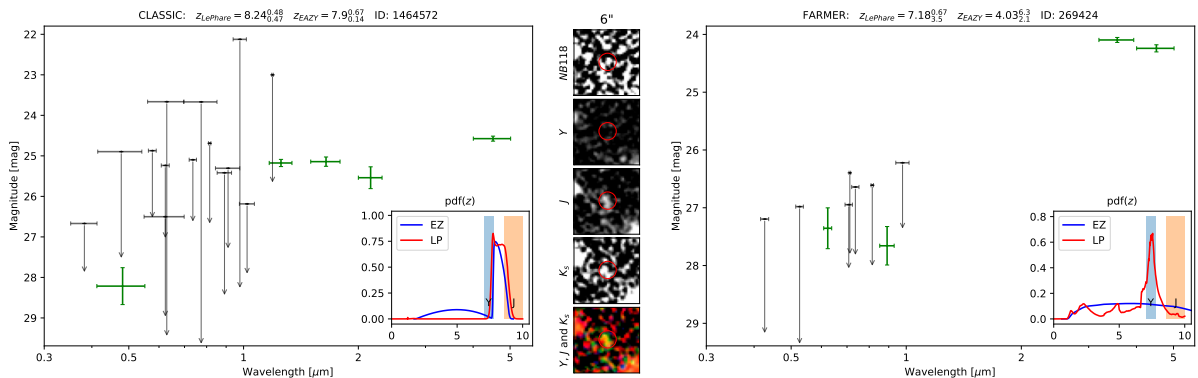 CLASSIC: z_LePhare = 8.24^0.48_0.47 z_EAZY = 7.9^0.67_0.14 ID: 1464572
22
23
24
25
26
27
28
29
Magnitude [mag]
0.3
0.5
1
2
5
Wavelength [μm]
pdf(z)
EZ
LP
1.00
0.75
0.50
0.25
0.00
Y
J
0
5
10
6"
NB118
Y
J
K_s
Y, J and K_s
FARMER: z_LePhare = 7.18^0.67_3.5 z_EAZY = 4.03^6.3_2.1 ID: 269424
24
25
26
27
28
29
Magnitude [mag]
0.3
0.5
1
2
5
Wavelength [μm]
pdf(z)
EZ
LP
0.8
0.6
0.4
0.2
0.0
Y
J
0
5
10